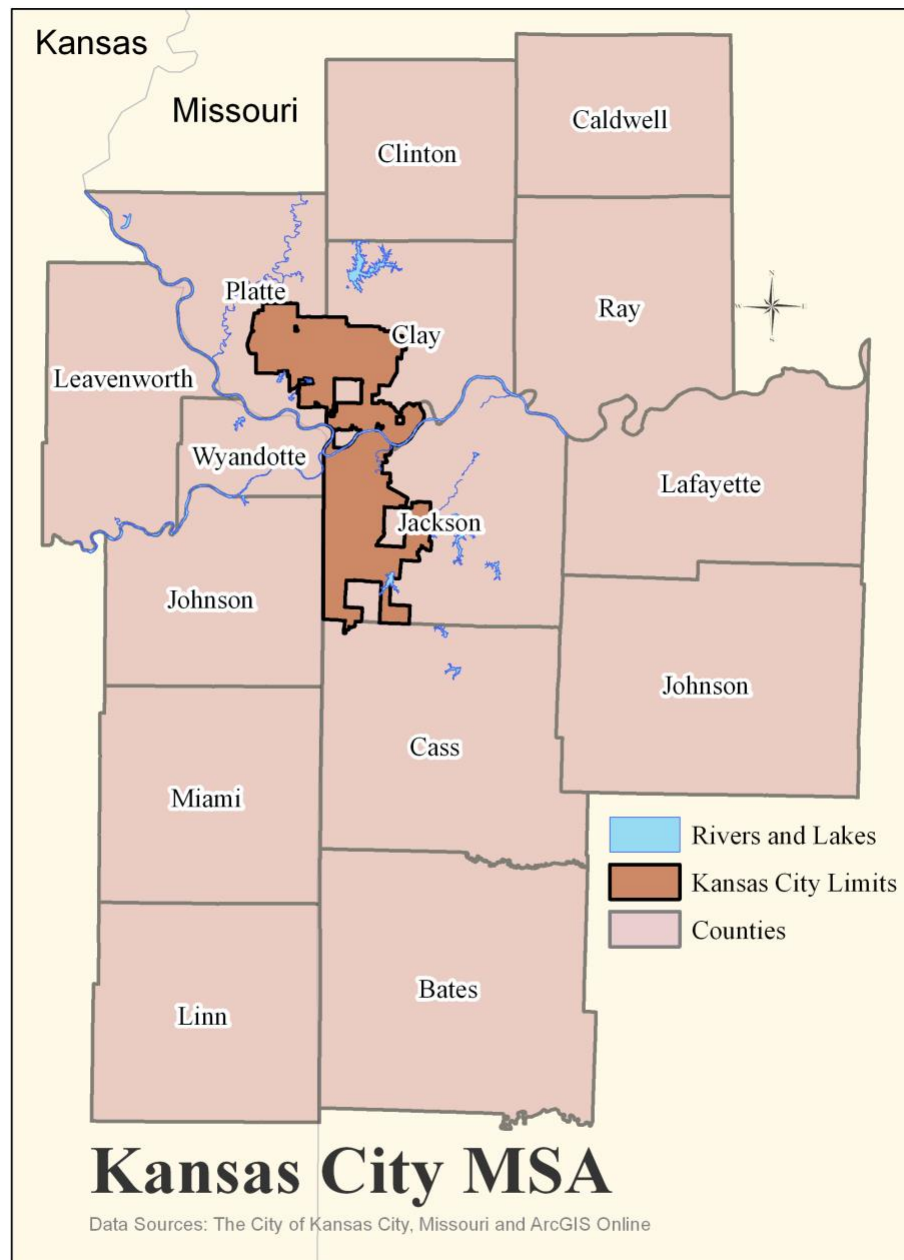 Kansas
Missouri
Caldwell
Clinton
Platte
Ray
Clay
Leavenworth
Wyandotte
Lafayette
Jackson
Johnson
Johnson
Cass
Miami
Rivers and Lakes
Kansas City Limits
Counties
Bates
Linn
Kansas City MSA
Data Sources: The City of Kansas City, Missouri and ArcGIS Online